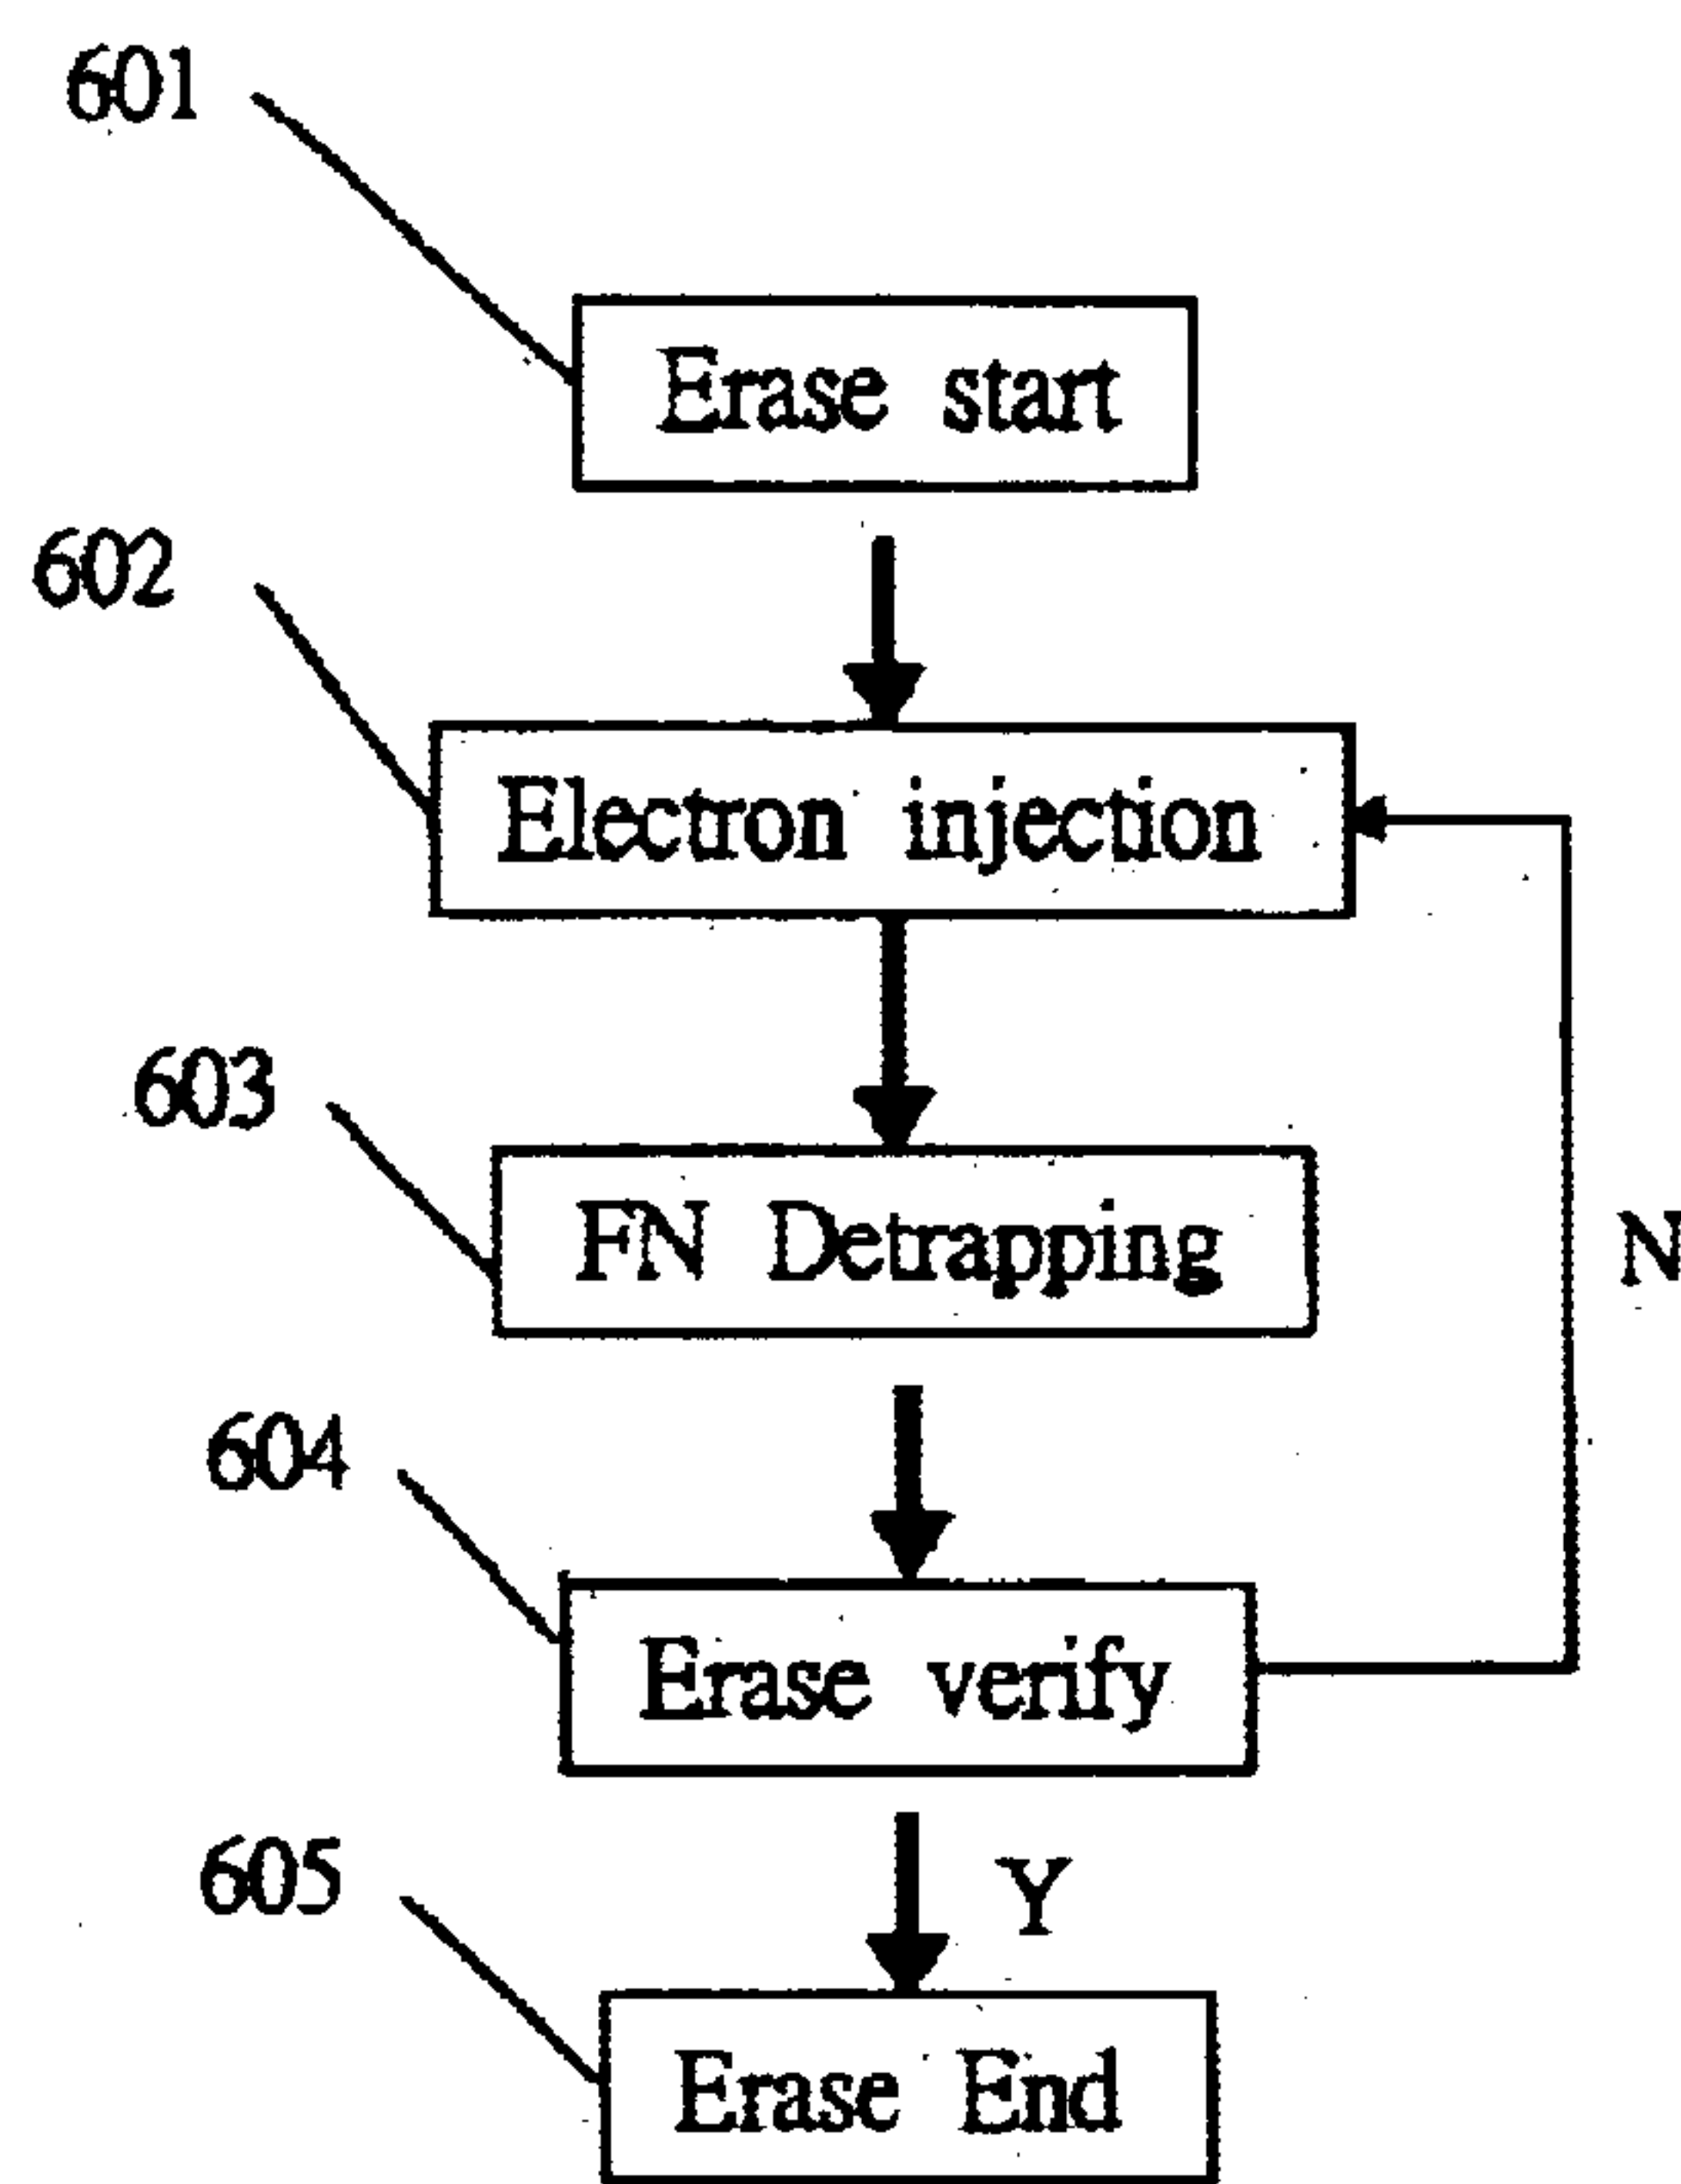 601
Erase start
602
Electron injection
603
FN Detrapping
N
604
Erase verify
605
Y
Erase End